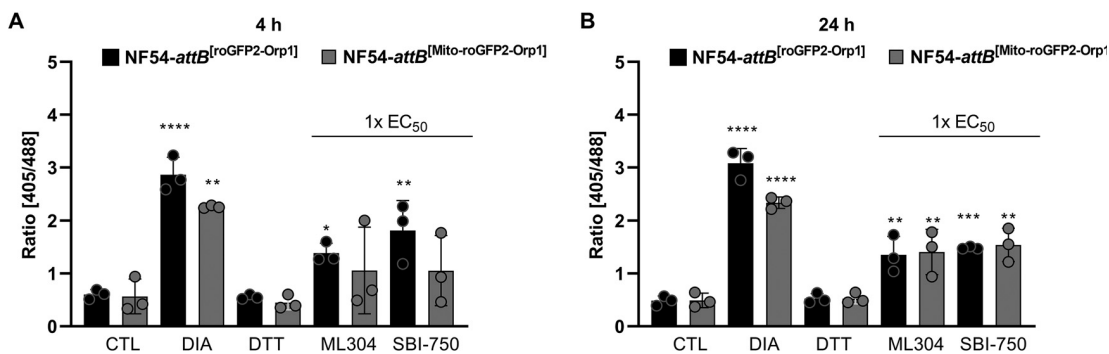 A
4 h
NF54-attB[roGFP2-Orp1]
NF54-attB[Mito-roGFP2-Orp1]
Ratio [405/488]
5
4
3
2
1
0
****
**
*
**
1x EC50
CTL
DIA
DTT
ML304
SBI-750
B
24 h
NF54-attB[roGFP2-Orp1]
NF54-attB[Mito-roGFP2-Orp1]
Ratio [405/488]
5
4
3
2
1
0
****
****
**
**
***
**
1x EC50
CTL
DIA
DTT
ML304
SBI-750